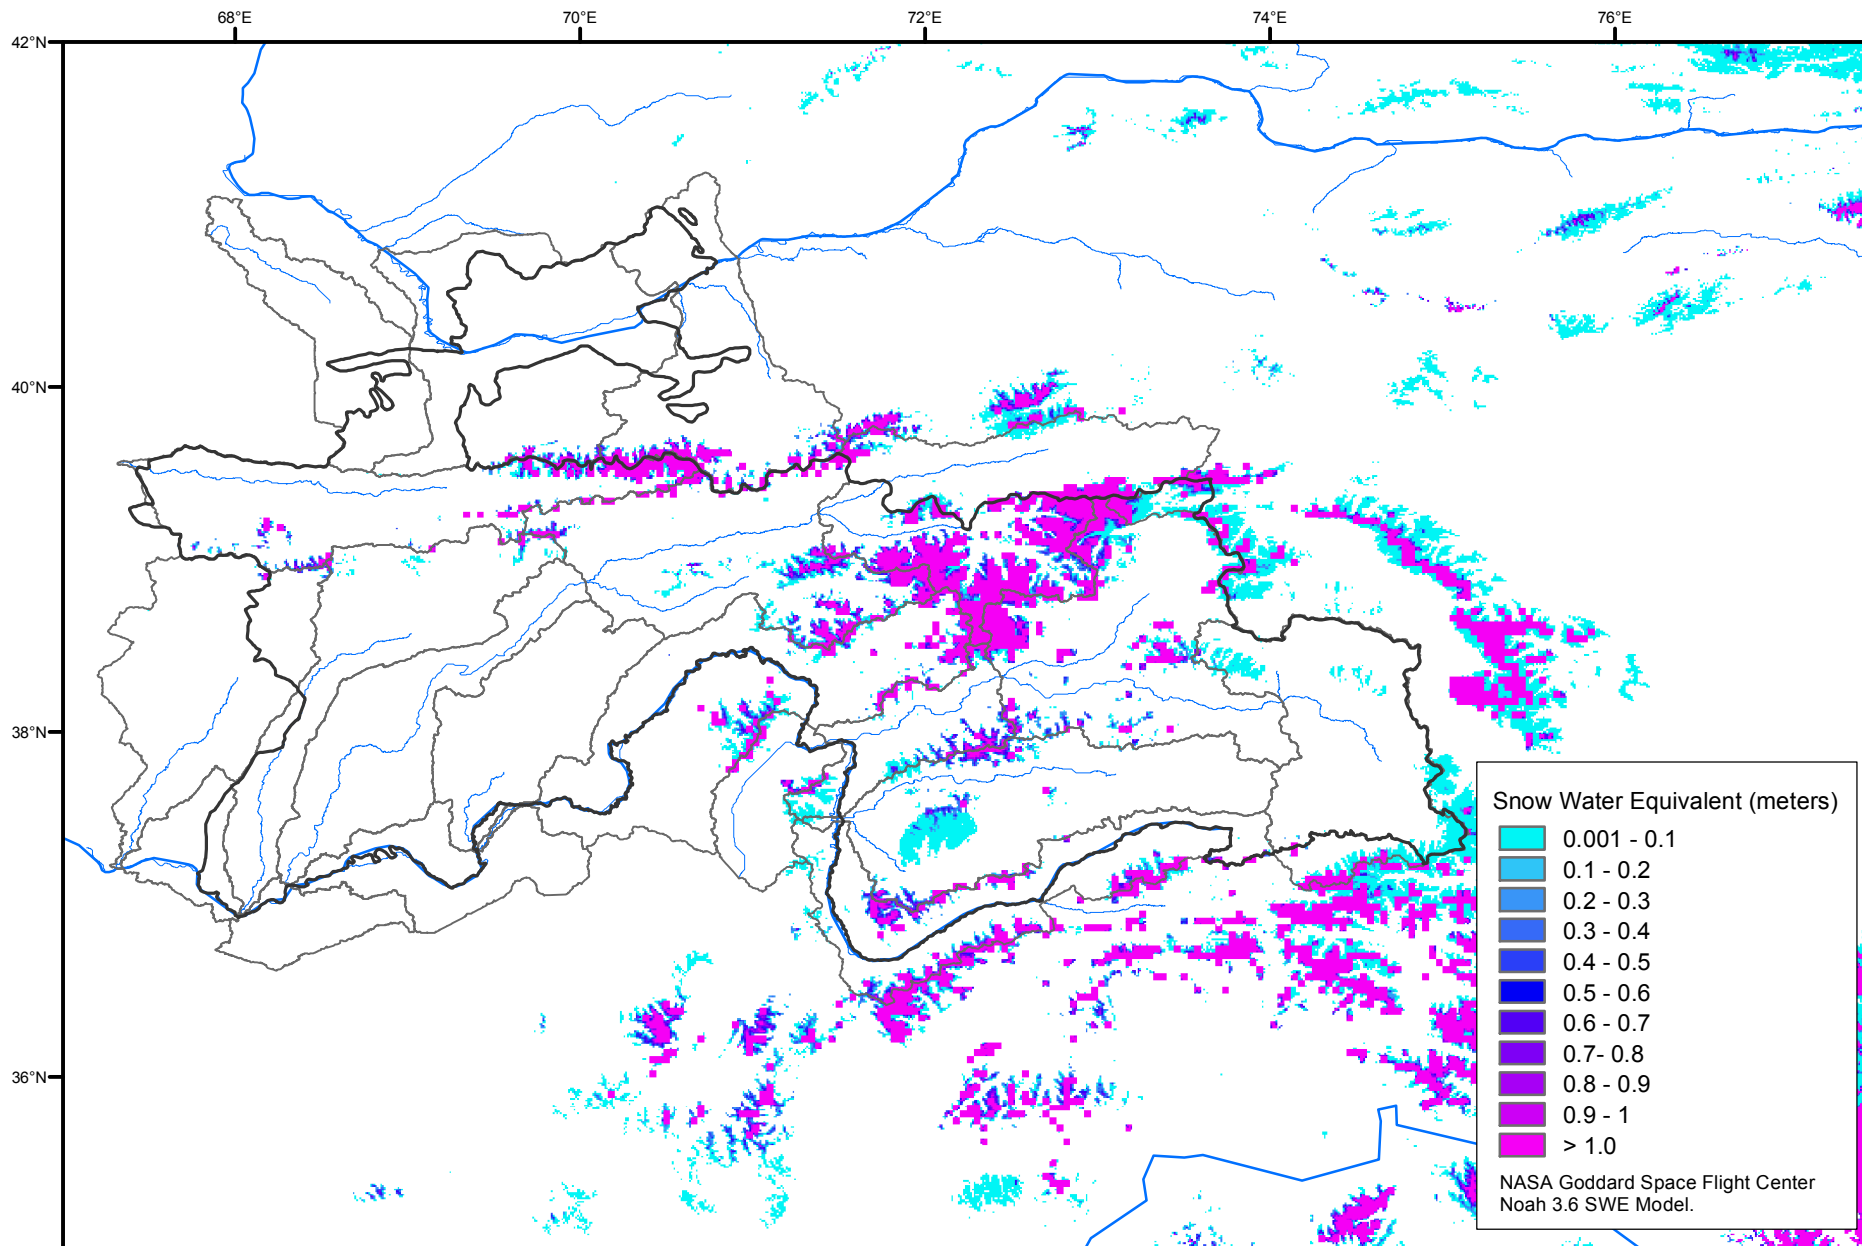 68°E
70°E
72°E
74°E
76°E
42°N
40°N
38°N
36°N
Snow Water Equivalent (meters)
0.001 - 0.1
0.1 - 0.2
0.2 - 0.3
0.3 - 0.4
0.4 - 0.5
0.5 - 0.6
0.6 - 0.7
0.7- 0.8
0.8 - 0.9
0.9 - 1
> 1.0
NASA Goddard Space Flight Center
Noah 3.6 SWE Model.